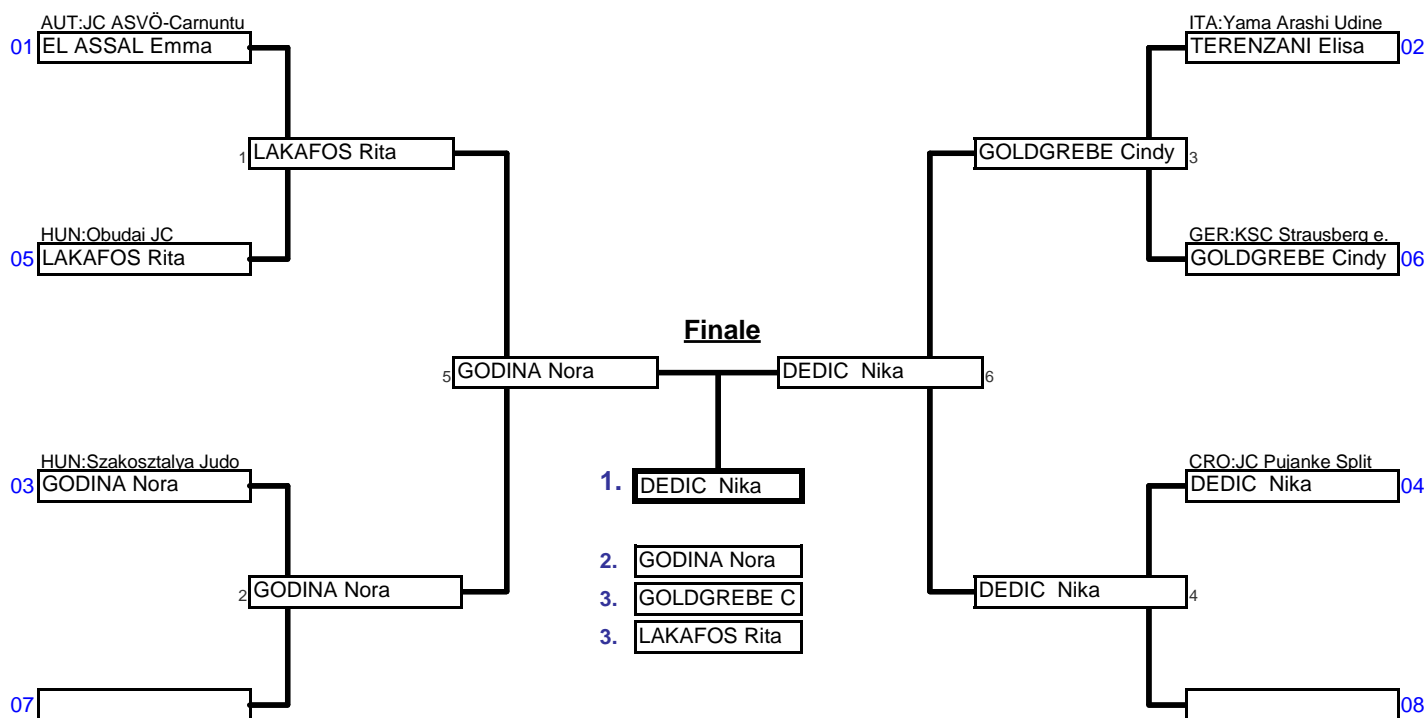 AUT:JC ASVÖ-Carnuntu
01 EL ASSAL Emma
1 LAKAFOS Rita
HUN:Obudai JC
05 LAKAFOS Rita
5 GODINA Nora
HUN:Szakosztalya Judo
03 GODINA Nora
2 GODINA Nora
07
Finale
1. DEDIC Nika
2. GODINA Nora
3. GOLDGREBE C
3. LAKAFOS Rita
ITA:Yama Arashi Udine
TERENZANI Elisa 02
GOLDGREBE Cindy 3
GER:KSC Strausberg e.
GOLDGREBE Cindy 06
DEDIC Nika 6
CRO:JC Pujanke Split
DEDIC Nika 04
DEDIC Nika 4
08